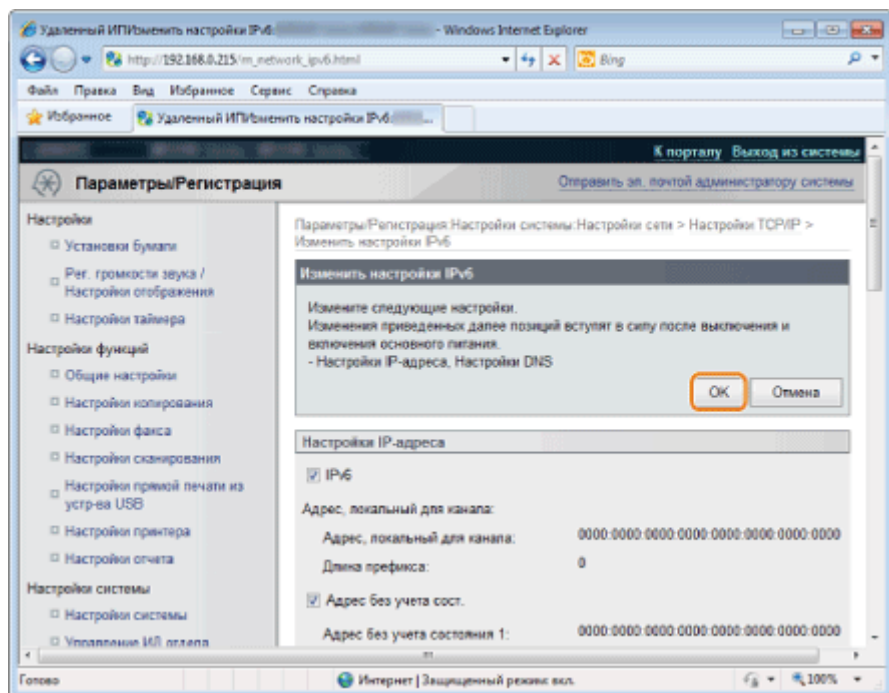 Удаленный ИП:Изменить настройки IPv6: - Windows Internet Explorer
http://192.168.0.215/m_network_ipv6.html
Bing
Файл Правка Вид Избранное Сервис Справка
Избранное
Удаленный ИП:Изменить настройки IPv6: ...
К порталу Выход из системы
Параметры/Регистрация
Отправить эл. почтой администратору системы
Настройки
Установки бумаги
Рег. громкости звука /
Настройки отображения
Настройки таймера
Настройки функций
Общие настройки
Настройки копирования
Настройки факса
Настройки сканирования
Настройки прямой печати из
устр-ва USB
Настройки принтера
Настройки отчета
Настройки системы
Настройки системы
Управление ИД отдела
Параметры/Регистрация:Настройки системы:Настройки сети > Настройки TCP/IP >
Изменить настройки IPv6
Изменить настройки IPv6
Измените следующие настройки.
Изменения приведенных далее позиций вступят в силу после выключения и
включения основного питания.
- Настройки IP-адреса, Настройки DNS
OK Отмена
Настройки IP-адреса
IPv6
Адрес, локальный для канала:
Адрес, локальный для канала: 0000:0000:0000:0000:0000:0000:0000
Длина префикса: 0
Адрес без учета сост.
Адрес без учета состояния 1: 0000:0000:0000:0000:0000:0000:0000
Готово
Интернет | Защищенный режим: вкл.
100%